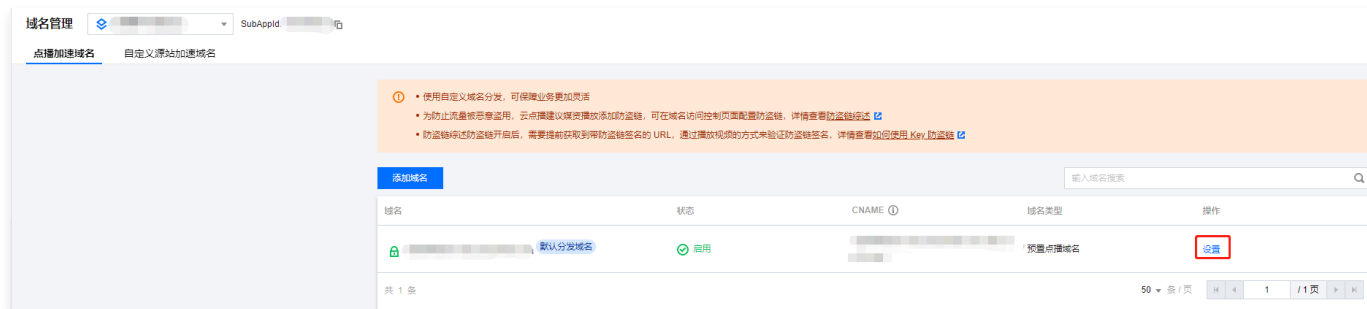 域名管理 SubAppId
点播加速域名 自定义源站加速域名
• 使用自定义域名分发，可保障业务更加灵活
• 为防止流量被恶意盗用，云点播建议媒资播放添加防盗链，可在域名访问控制页面配置防盗链，详情查看防盗链综述
• 防盗链综述防盗链开启后，需要提前获取到带防盗链签名的 URL，通过播放视频的方式来验证防盗链签名，详情查看如何使用 Key 防盗链
添加域名 输入域名搜索
域名 状态 CNAME 域名类型 操作
默认分发域名 启用 预置点播域名 设置
共 1 条 50 条 / 页 1 / 1 页